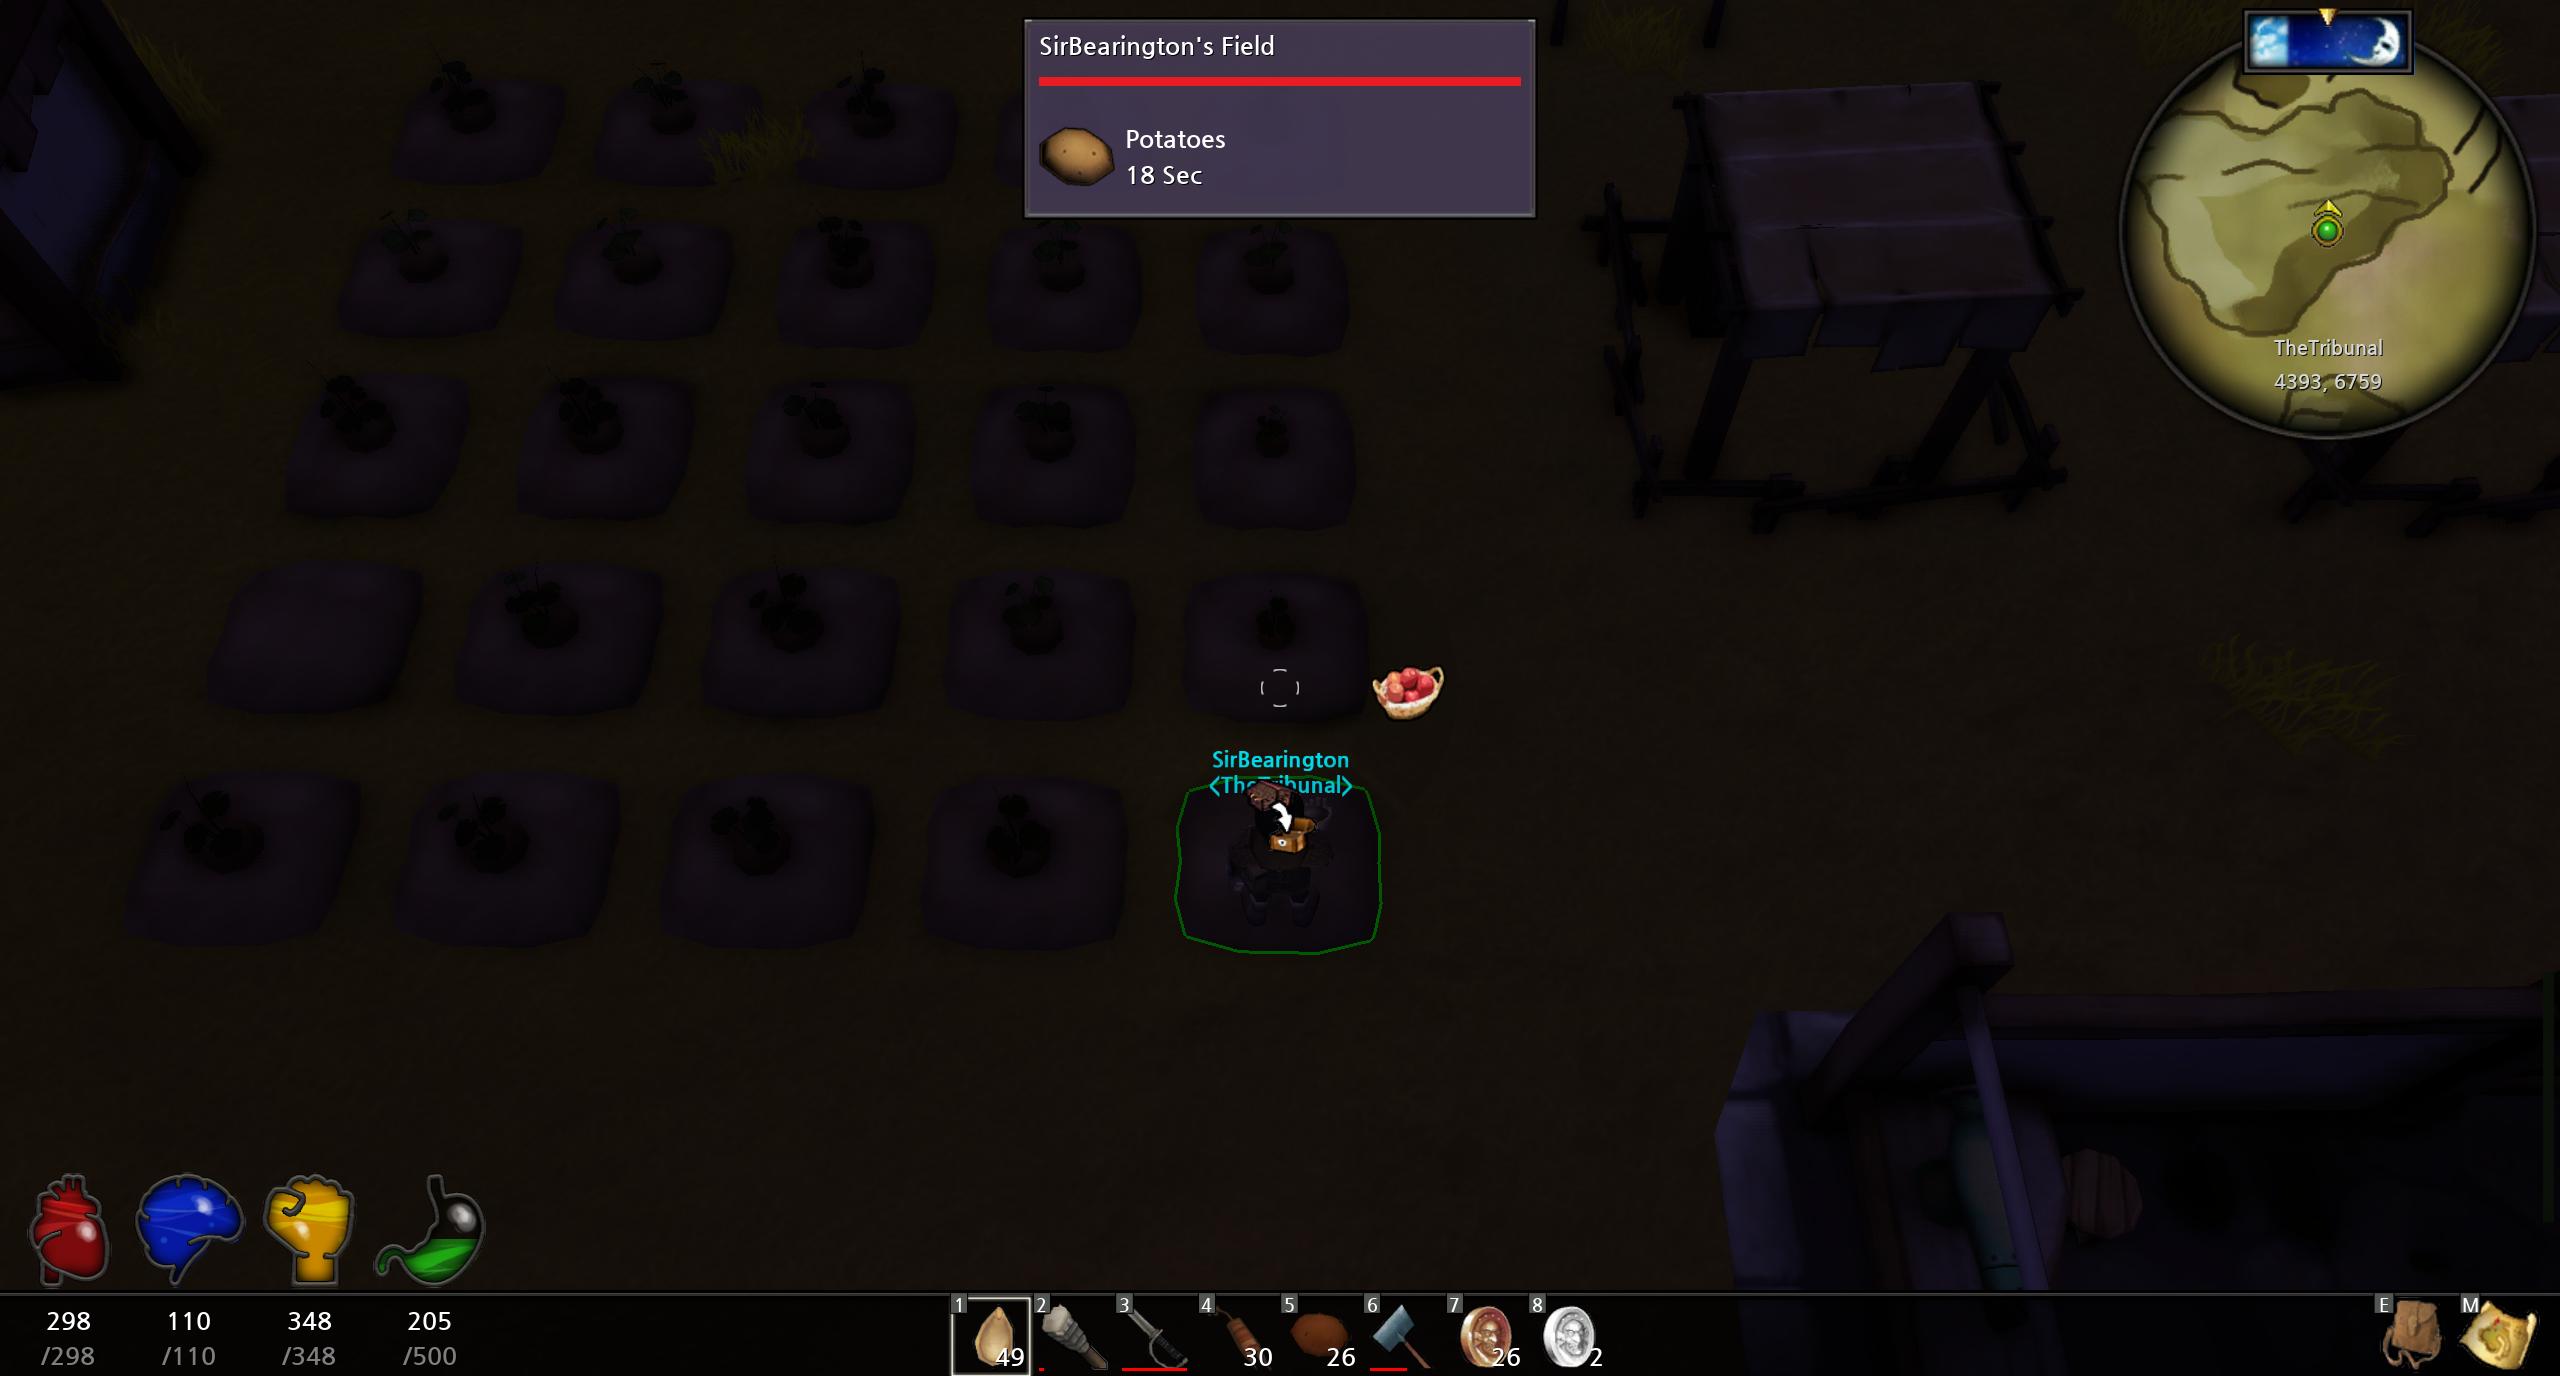 SirBearington's Field
Potatoes
18 Sec
TheTribunal
4393, 6759
SirBearington
<TheTribunal>
298
/298
110
/110
348
/348
205
/500
1
49
2
3
4
30
5
26
6
7
26
8
2
E
M